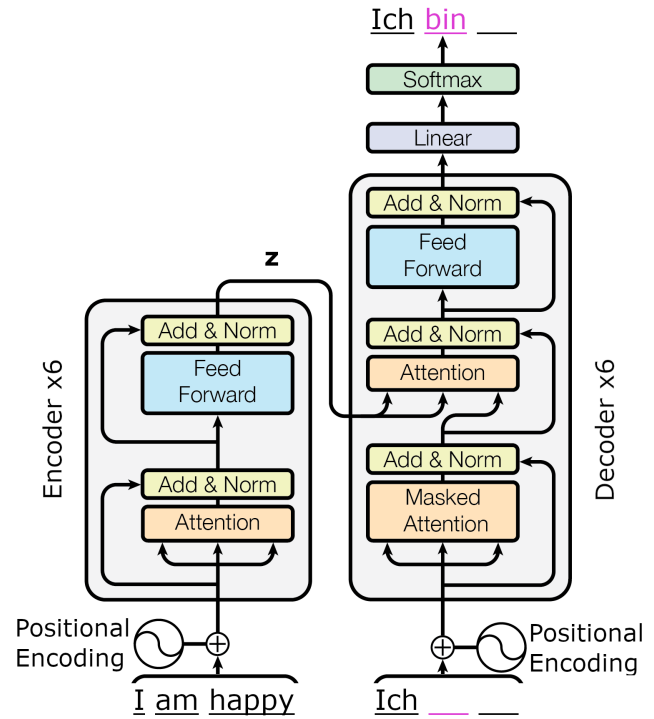 Ich bin
Softmax
Linear
Add & Norm
Feed
Forward
Add & Norm
Attention
Add & Norm
Masked
Attention
Decoder x6
z
Encoder x6
Add & Norm
Feed
Forward
Add & Norm
Attention
Positional
Encoding
Positional
Encoding
I am happy
Ich